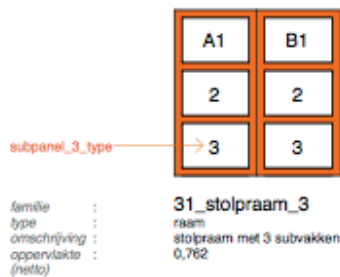 A1 B1
2 2
subpanel_3_type 3 3
familie : 31_stolpraam_3
type : raam
omschrijving : stolpraam met 3 subvakken
oppervlakte : 0,762
(netto)